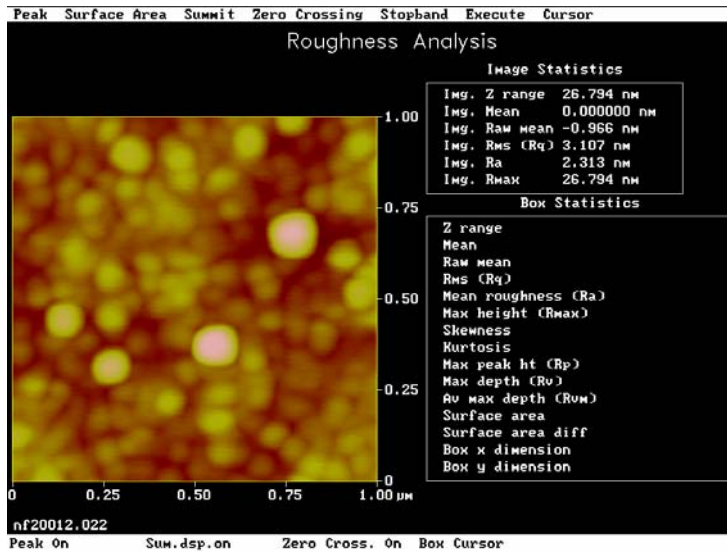 Peak Surface Area Summit Zero Crossing Stopband Execute Cursor
Roughness Analysis
Image Statistics
Img. Z range 26.794 nm
Img. Mean 0.000000 nm
Img. Raw mean -0.966 nm
Img. Rms (Rq) 3.107 nm
Img. Ra 2.313 nm
Img. Rmax 26.794 nm
Box Statistics
Z range
Mean
Raw mean
Rms (Rq)
Mean roughness (Ra)
Max height (Rmax)
Skewness
Kurtosis
Max peak ht (Rp)
Max depth (Rv)
Av max depth (Rvm)
Surface area
Surface area diff
Box x dimension
Box y dimension
1.00
0.75
0.50
0.25
0
0 0.25 0.50 0.75 1.00 µm
nf20012.022
Peak On Sum.dsp.on Zero Cross. On Box Cursor